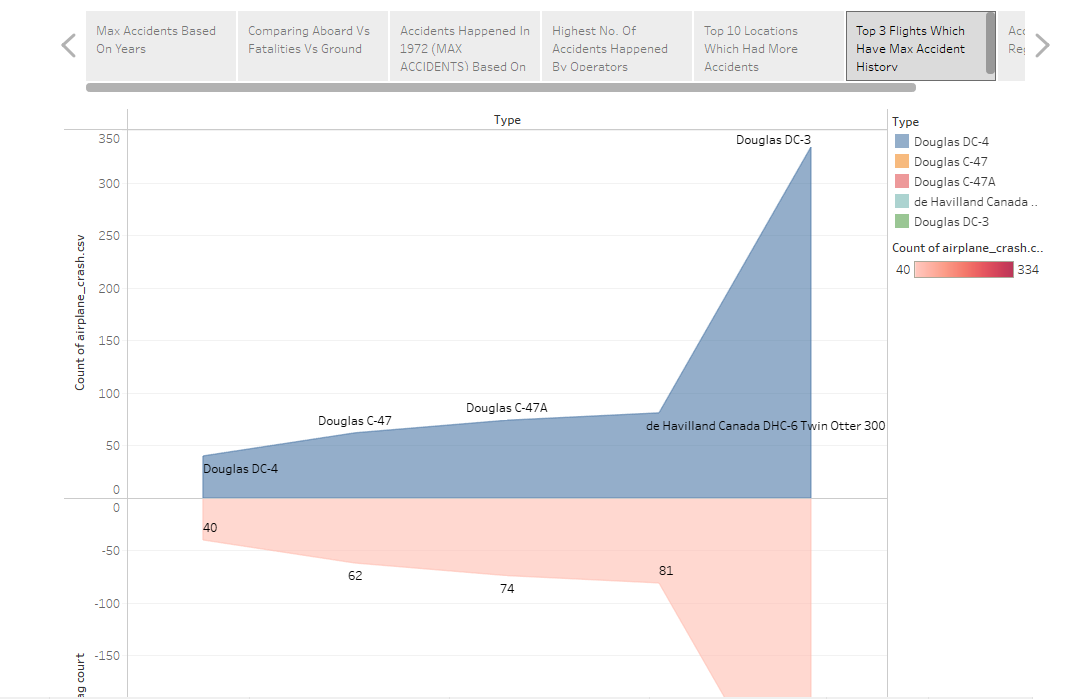 Max Accidents Based
On Years
Comparing Aboard Vs
Fatalities Vs Ground
Accidents Happened In
1972 (MAX
ACCIDENTS) Based On
Highest No. Of
Accidents Happened
By Operators
Top 10 Locations
Which Had More
Accidents
Top 3 Flights Which
Have Max Accident
History
Type
350
300
250
200
150
100
50
0
Count of airplane_crash.csv
Douglas DC-3
Douglas C-47A
Douglas C-47
de Havilland Canada DHC-6 Twin Otter 300
Douglas DC-4
0
-50
-100
-150
ag court
40
62
74
81
Type
Douglas DC-4
Douglas C-47
Douglas C-47A
de Havilland Canada ..
Douglas DC-3
Count of airplane_crash.c..
40
334